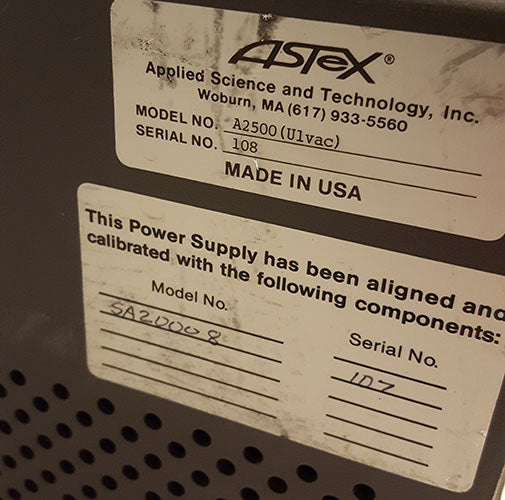 ASTeX®
Applied Science and Technology, Inc.
Woburn, MA (617) 933-5560
MODEL NO. A2500(Ulvac)
SERIAL NO. 108
MADE IN USA
This Power Supply has been aligned and
calibrated with the following components:
Model No. Serial No.
SA2D008 107